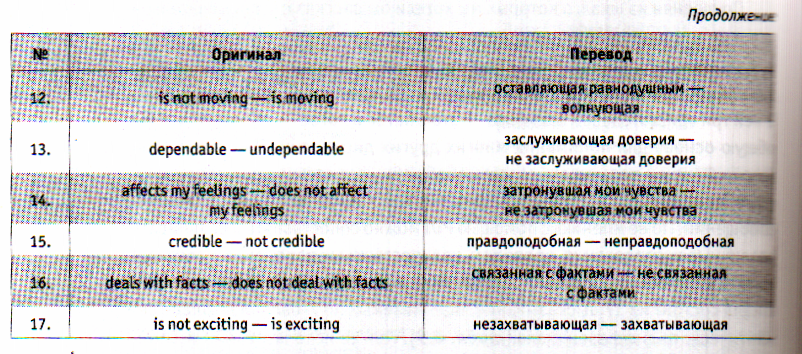 Продолжение
№ Оригинал Перевод
12. is not moving — is moving оставляющая равнодушным —
волнующая
13. dependable — undependable заслуживающая доверия —
не заслуживающая доверия
14. affects my feelings — does not affect затронувшая мои чувства —
my feelings не затронувшая мои чувства
15. credible — not credible правдоподобная — неправдоподобная
16. deals with facts — does not deal with facts связанная с фактами — не связанная
с фактами
17. is not exciting — is exciting незахватывающая — захватывающая